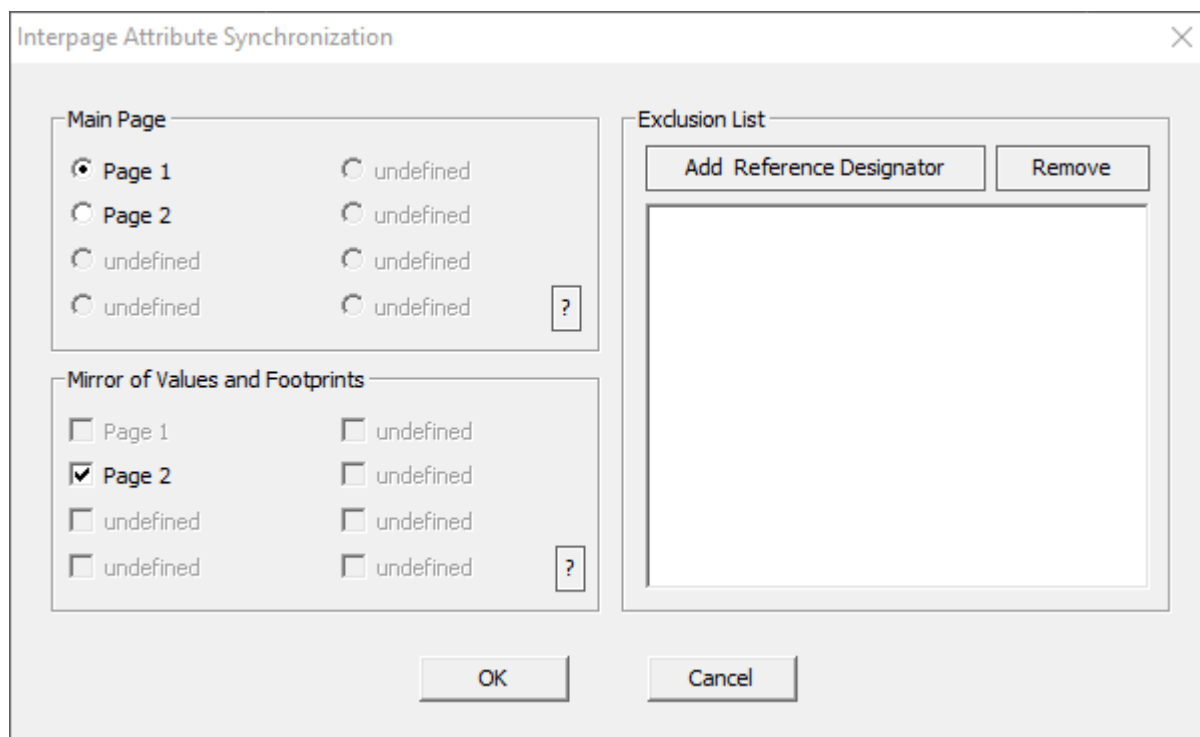 Interpage Attribute Synchronization
Main Page
Page 1 undefined
Page 2 undefined
undefined undefined
undefined undefined
?
Mirror of Values and Footprints
Page 1 undefined
Page 2 undefined
undefined undefined
undefined undefined
?
Exclusion List
Add Reference Designator Remove
OK Cancel